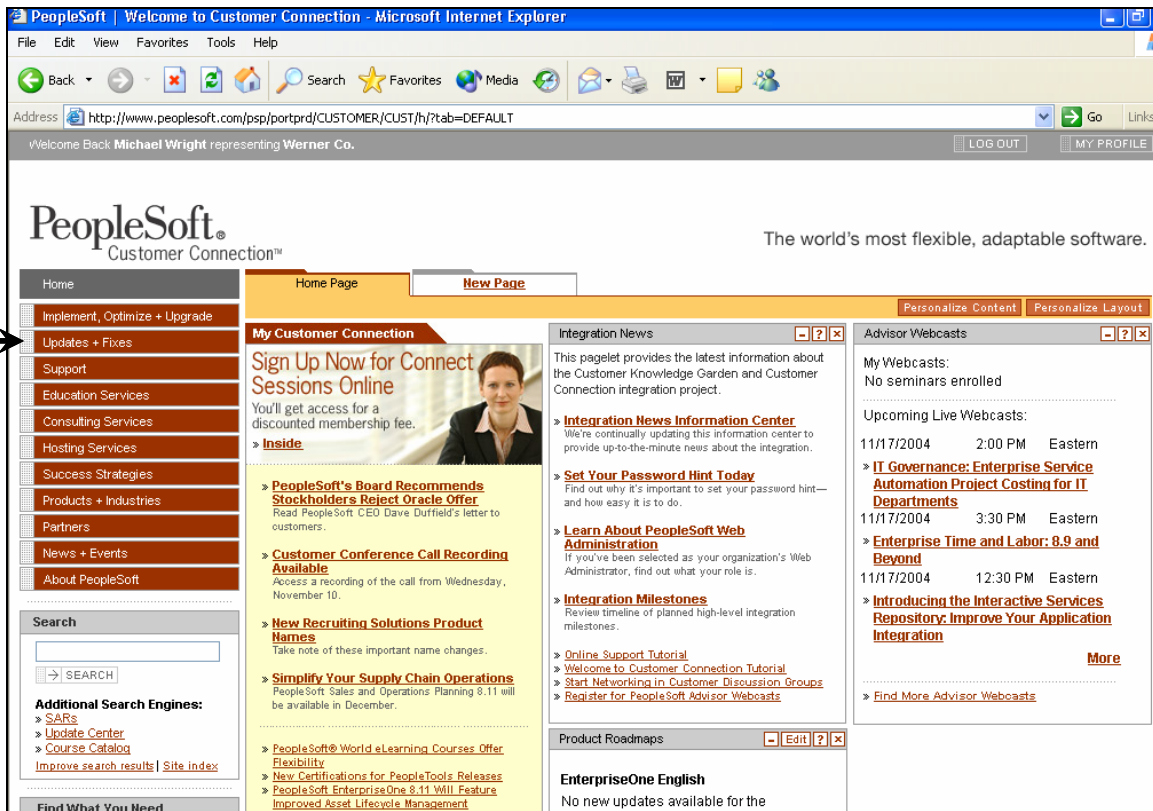 PeopleSoft | Welcome to Customer Connection - Microsoft Internet Explorer
File Edit View Favorites Tools Help
Back Search Favorites Media
Address http://www.peoplesoft.com/psp/portprd/CUSTOMER/CUST/h/?tab=DEFAULT Go Links
Welcome Back Michael Wright representing Werner Co. LOG OUT MY PROFILE
PeopleSoft®
Customer Connection™
The world's most flexible, adaptable software.
Home
Implement, Optimize + Upgrade
Updates + Fixes
Support
Education Services
Consulting Services
Hosting Services
Success Strategies
Products + Industries
Partners
News + Events
About PeopleSoft
Search
SEARCH
Additional Search Engines:
» SARs
» Update Center
» Course Catalog
Improve search results | Site index
Find What You Need
Home Page New Page
Personalize Content Personalize Layout
My Customer Connection
Sign Up Now for Connect
Sessions Online
You'll get access for a
discounted membership fee.
» Inside
» PeopleSoft's Board Recommends
Stockholders Reject Oracle Offer
Read PeopleSoft CEO Dave Duffield's letter to
customers.
» Customer Conference Call Recording
Available
Access a recording of the call from Wednesday,
November 10.
» New Recruiting Solutions Product
Names
Take note of these important name changes.
» Simplify Your Supply Chain Operations
PeopleSoft Sales and Operations Planning 8.11 will
be available in December.
» PeopleSoft® World eLearning Courses Offer
Flexibility
» New Certifications for PeopleTools Releases
» PeopleSoft EnterpriseOne 8.11 Will Feature
Improved Asset Lifecycle Management
Integration News
This pagelet provides the latest information about
the Customer Knowledge Garden and Customer
Connection integration project.
» Integration News Information Center
We're continually updating this information center to
provide up-to-the-minute news about the integration.
» Set Your Password Hint Today
Find out why it's important to set your password hint—
and how easy it is to do.
» Learn About PeopleSoft Web
Administration
If you've been selected as your organization's Web
Administrator, find out what your role is.
» Integration Milestones
Review timeline of planned high-level integration
milestones.
» Online Support Tutorial
» Welcome to Customer Connection Tutorial
» Start Networking in Customer Discussion Groups
» Register for PeopleSoft Advisor Webcasts
Product Roadmaps Edit
EnterpriseOne English
No new updates available for the
Advisor Webcasts
My Webcasts:
No seminars enrolled
Upcoming Live Webcasts:
11/17/2004 2:00 PM Eastern
» IT Governance: Enterprise Service
Automation Project Costing for IT
Departments
11/17/2004 3:30 PM Eastern
» Enterprise Time and Labor: 8.9 and
Beyond
11/17/2004 12:30 PM Eastern
» Introducing the Interactive Services
Repository: Improve Your Application
Integration
More
» Find More Advisor Webcasts